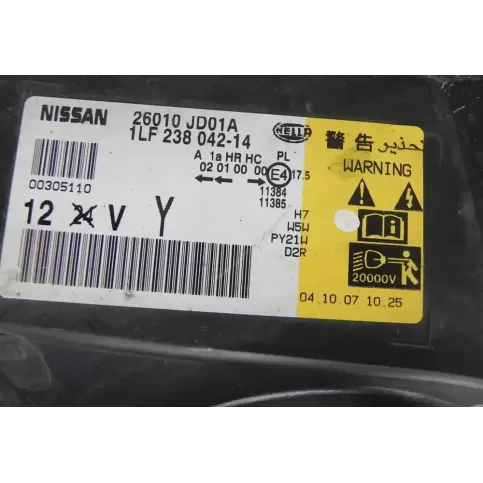 NISSAN 26010 JD01A
1LF 238 042-14
HELLA
A 1a HR HC PL
02 01 00 00 E4 17.5
11384
11385
00305110
12 24 V Y
H7
W5W
PY21W
D2R
警告 تحذير
WARNING
20000V
04.10.07 10.25